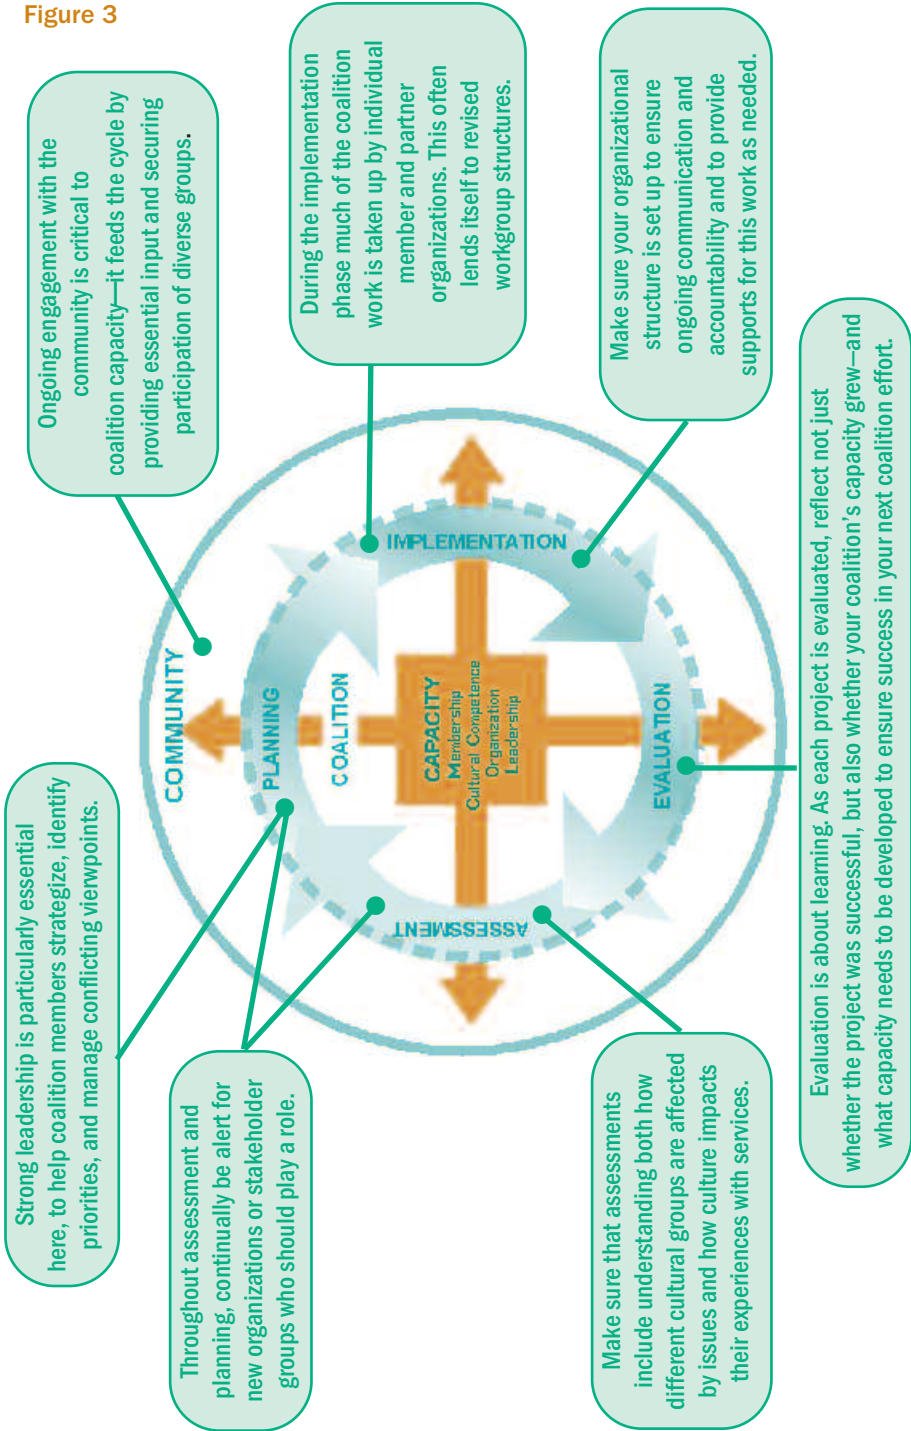 Figure 3
Strong leadership is particularly essential
here, to help coalition members strategize, identify
priorities, and manage conflicting viewpoints.
Ongoing engagement with the
community is critical to
coalition capacity—it feeds the cycle by
providing essential input and securing
participation of diverse groups.
Throughout assessment and
planning, continually be alert for
new organizations or stakeholder
groups who should play a role.
During the implementation
phase much of the coalition
work is taken up by individual
member and partner
organizations. This often
lends itself to revised
workgroup structures.
COMMUNITY
PLANNING
COALITION
CAPACITY
Membership
Cultural Competence
Organization
Leadership
ASSESSMENT
IMPLEMENTATION
EVALUATION
Make sure that assessments
include understanding both how
different cultural groups are affected
by issues and how culture impacts
their experiences with services.
Make sure your organizational
structure is set up to ensure
ongoing communication and
accountability and to provide
supports for this work as needed.
Evaluation is about learning. As each project is evaluated, reflect not just
whether the project was successful, but also whether your coalition's capacity grew—and
what capacity needs to be developed to ensure success in your next coalition effort.